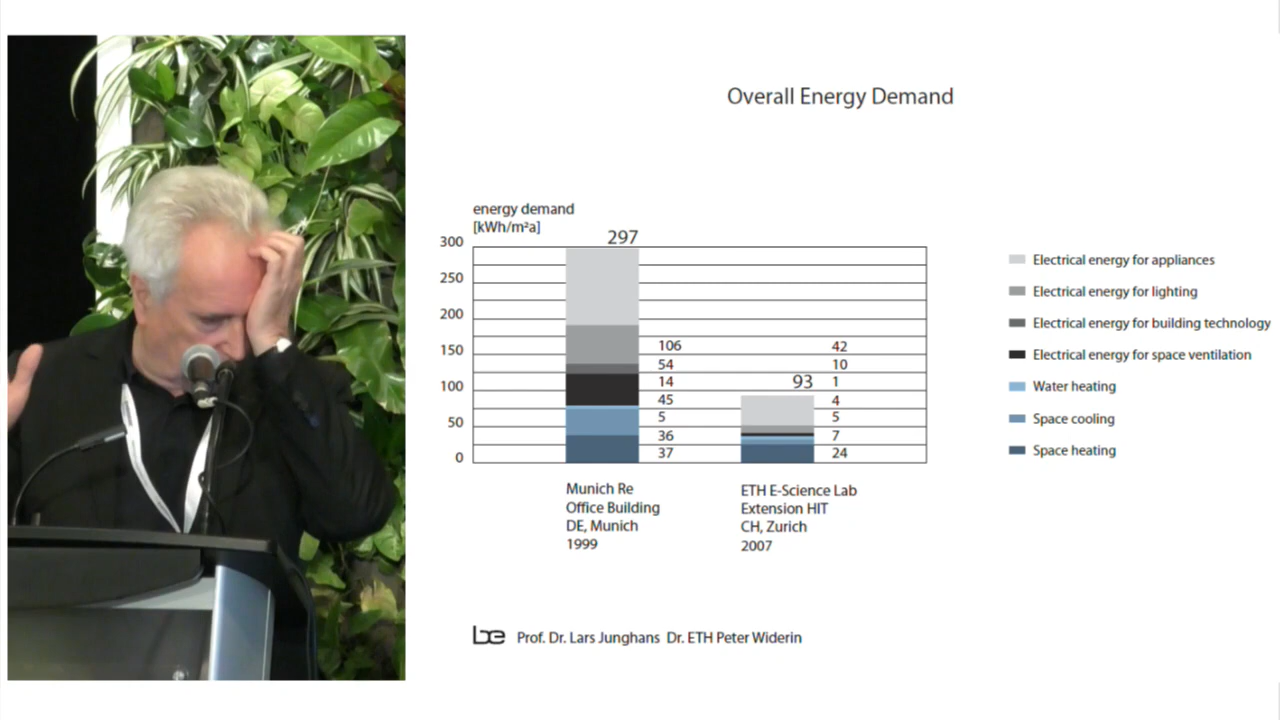 Overall Energy Demand
energy demand
[kWh/m²a]
300
250
200
150
100
50
0
297
106
54
14
45
5
36
37
93
42
10
1
4
5
7
24
Munich Re
Office Building
DE, Munich
1999
ETH E-Science Lab
Extension HIT
CH, Zurich
2007
Electrical energy for appliances
Electrical energy for lighting
Electrical energy for building technology
Electrical energy for space ventilation
Water heating
Space cooling
Space heating
be Prof. Dr. Lars Junghans Dr. ETH Peter Widerin